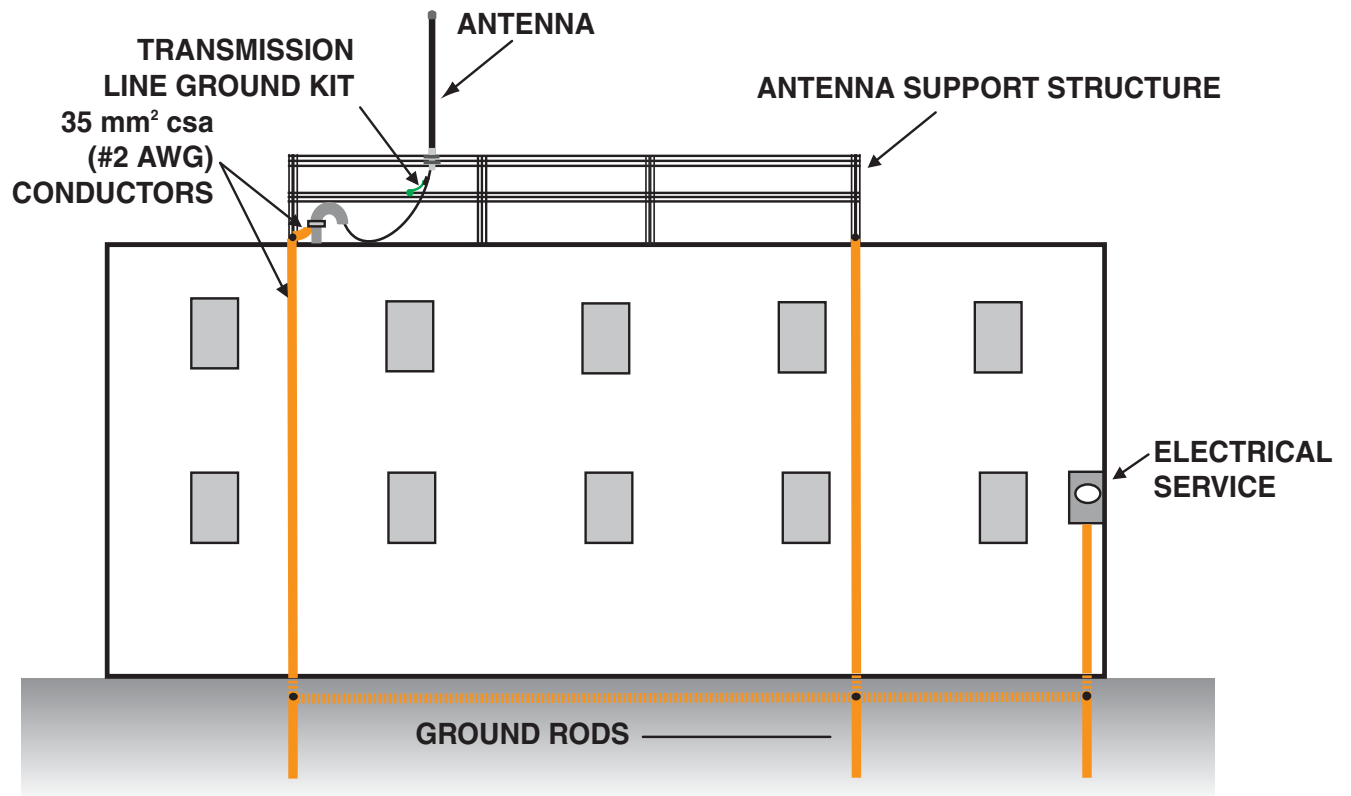 ANTENNA
TRANSMISSION
LINE GROUND KIT
ANTENNA SUPPORT STRUCTURE
35 mm² csa
(#2 AWG)
CONDUCTORS
ELECTRICAL
SERVICE
GROUND RODS